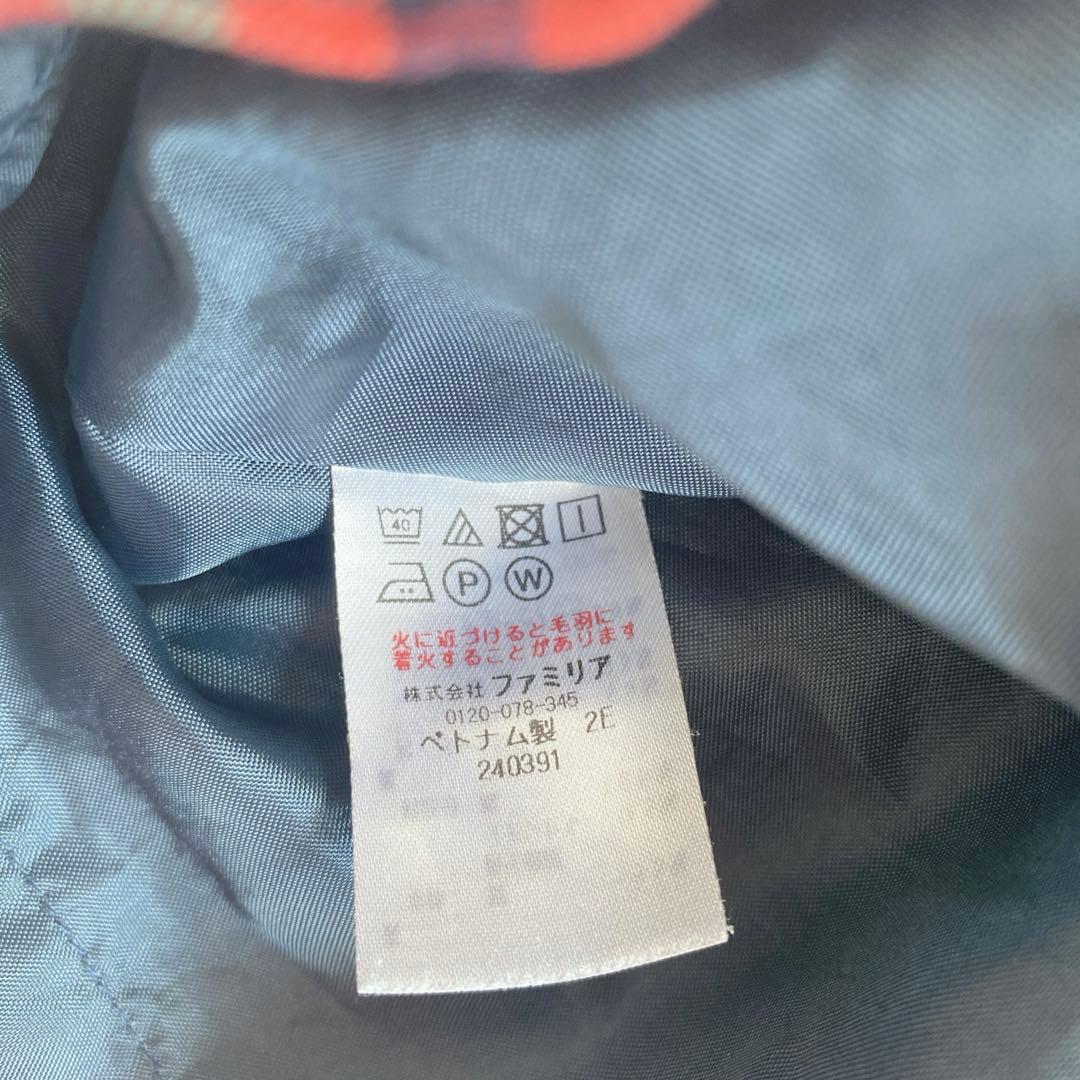 40
P W
火に近づけると毛羽に
着火することがあります
株式会社 ファミリア
0120-078-345
ベトナム製 2E
240391